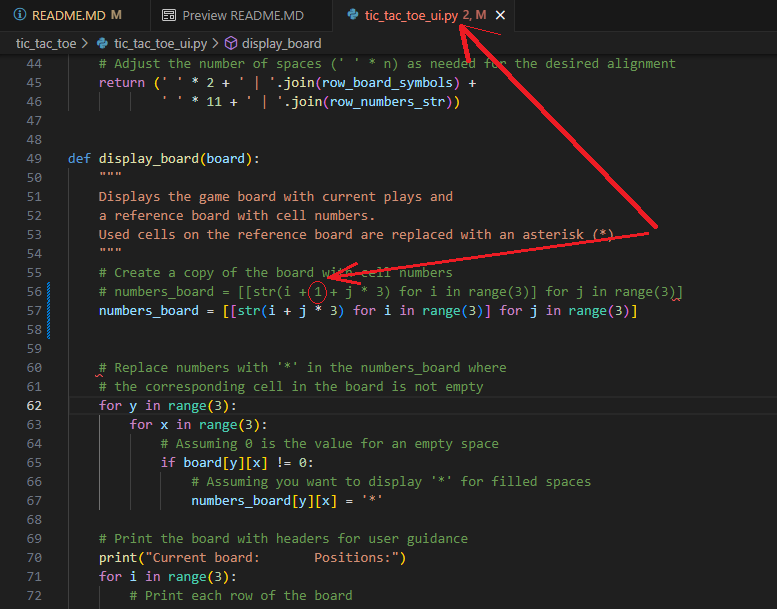 README.md M Preview README.MD tic_tac_toe_ui.py 2, M
tic_tac_toe > tic_tac_toe_ui.py > display_board
44 # Adjust the number of spaces (' ' * n) as needed for the desired alignment
45 return (' ' * 2 + ' | '.join(row_board_symbols) +
46 ' ' * 11 + ' | '.join(row_numbers_str))
47
48
49 def display_board(board):
50 """
51 Displays the game board with current plays and
52 a reference board with cell numbers.
53 Used cells on the reference board are replaced with an asterisk (*)
54 """
55 # Create a copy of the board with cell numbers
56 # numbers_board = [[str(i + 1 + j * 3) for i in range(3)] for j in range(3)]
57 numbers_board = [[str(i + j * 3) for i in range(3)] for j in range(3)]
58
59
60 # Replace numbers with '*' in the numbers_board where
61 # the corresponding cell in the board is not empty
62 for y in range(3):
63 for x in range(3):
64 # Assuming 0 is the value for an empty space
65 if board[y][x] != 0:
66 # Assuming you want to display '*' for filled spaces
67 numbers_board[y][x] = '*'
68
69 # Print the board with headers for user guidance
70 print("Current board:       Positions:")
71 for i in range(3):
72 # Print each row of the board